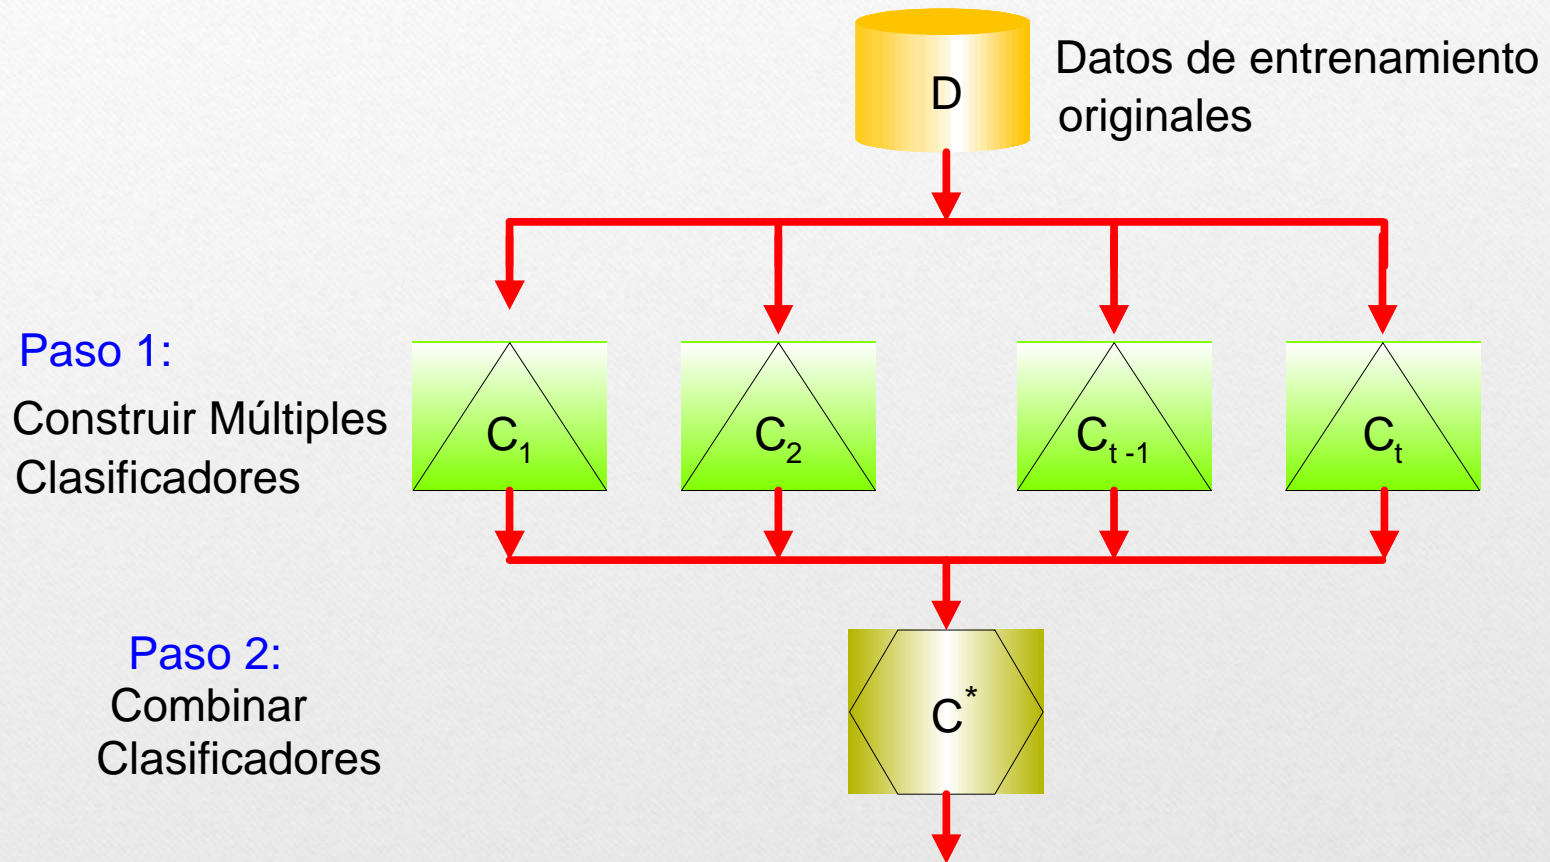 D
Datos de entrenamiento
originales
Paso 1:
Construir Múltiples
Clasificadores
C₁
C₂
Cₜ ₋₁
Cₜ
Paso 2:
Combinar
Clasificadores
C*